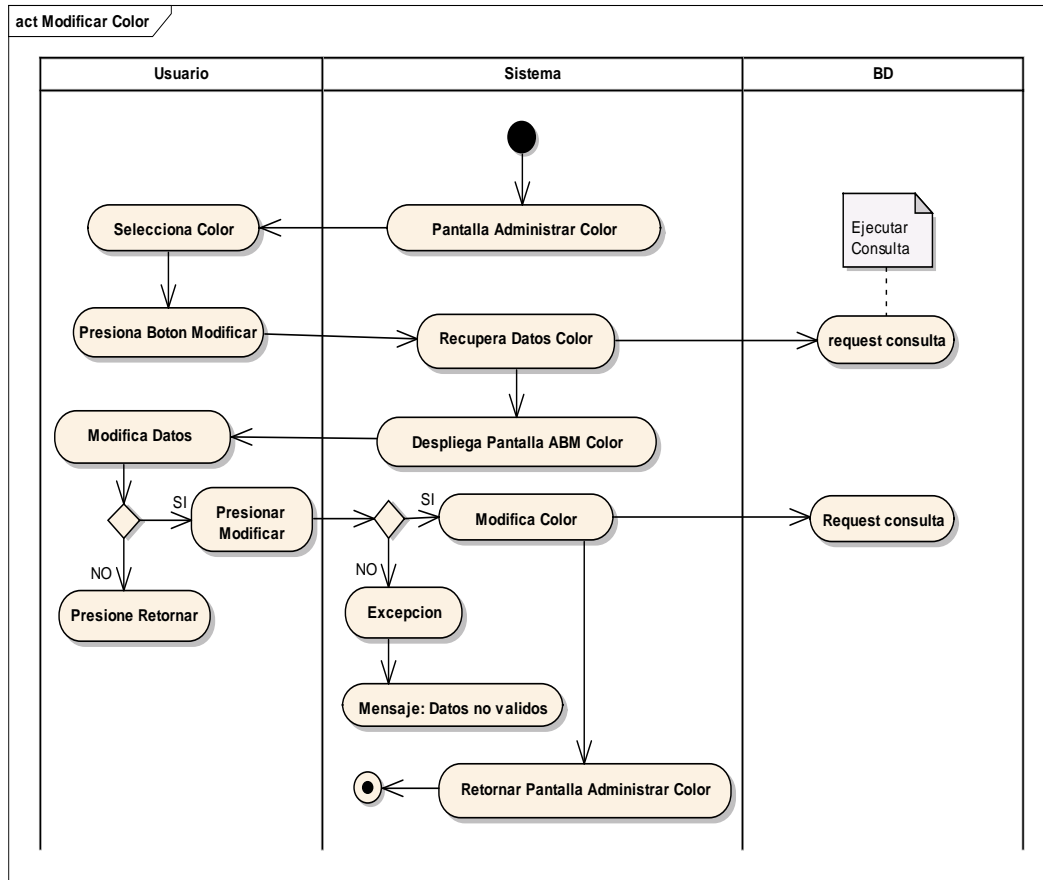 act Modificar Color
Usuario
Sistema
BD
Selecciona Color
Pantalla Administrar Color
Ejecutar
Consulta
Presiona Boton Modificar
Recupera Datos Color
request consulta
Modifica Datos
Despliega Pantalla ABM Color
SI
Presionar
Modificar
SI
Modifica Color
Request consulta
NO
Presione Retornar
NO
Excepcion
Mensaje: Datos no validos
Retornar Pantalla Administrar Color